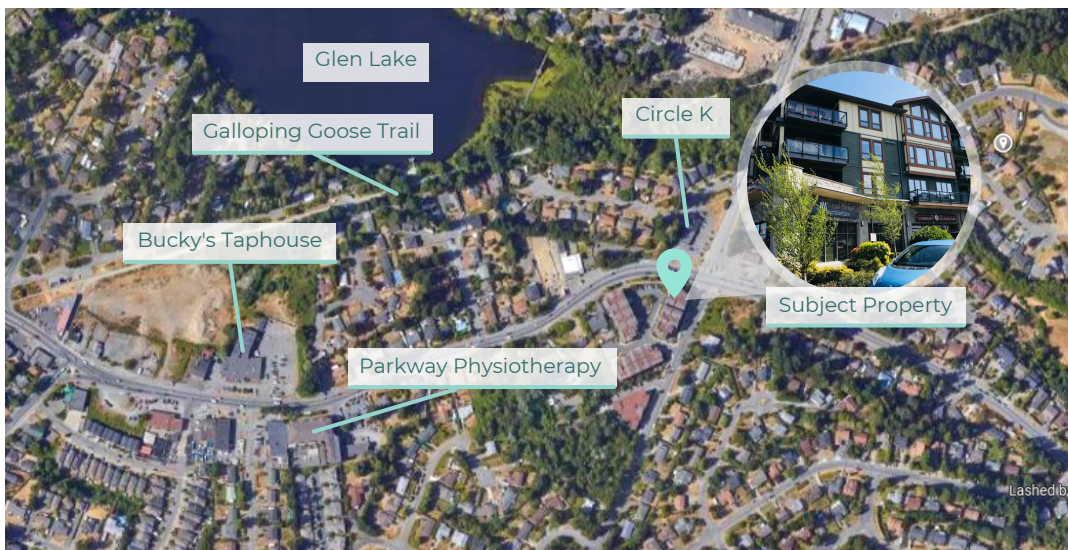 Glen Lake
Galloping Goose Trail
Circle K
Bucky's Taphouse
Subject Property
Parkway Physiotherapy
Lashed b